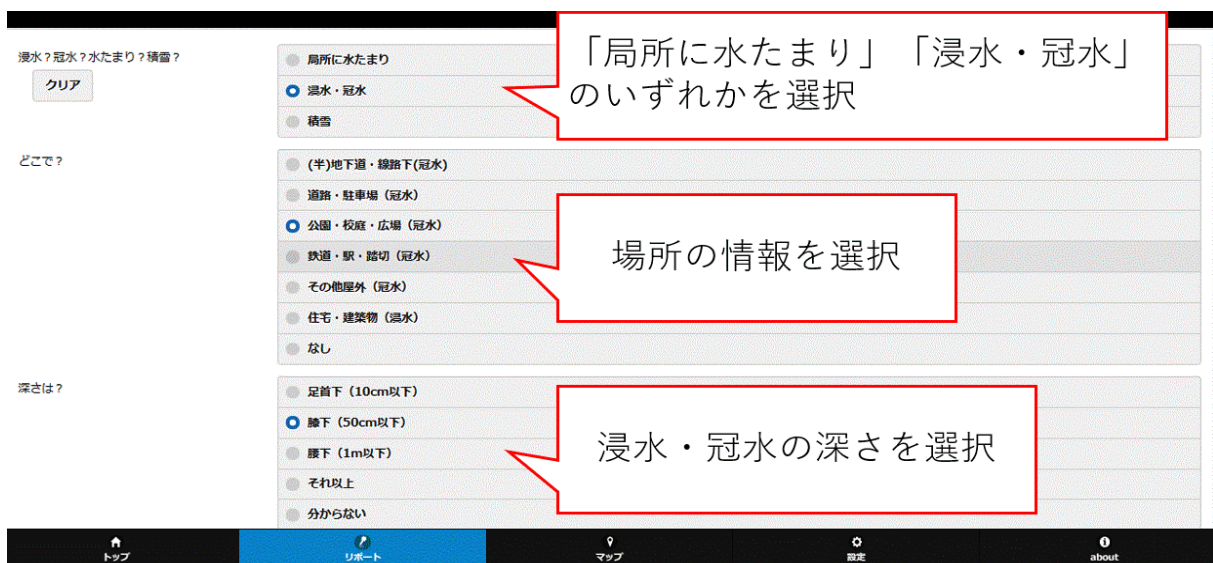 浸水？冠水？水たまり？積雪？
クリア
局所に水たまり
浸水・冠水
積雪
「局所に水たまり」「浸水・冠水」
のいずれかを選択
どこで？
(半)地下道・線路下(冠水)
道路・駐車場（冠水）
公園・校庭・広場（冠水）
鉄道・駅・踏切（冠水）
その他屋外（冠水）
住宅・建築物（浸水）
なし
場所の情報を選択
深さは？
足首下（10cm以下）
膝下（50cm以下）
腰下（1m以下）
それ以上
分からない
浸水・冠水の深さを選択
トップ
リポート
マップ
設定
about